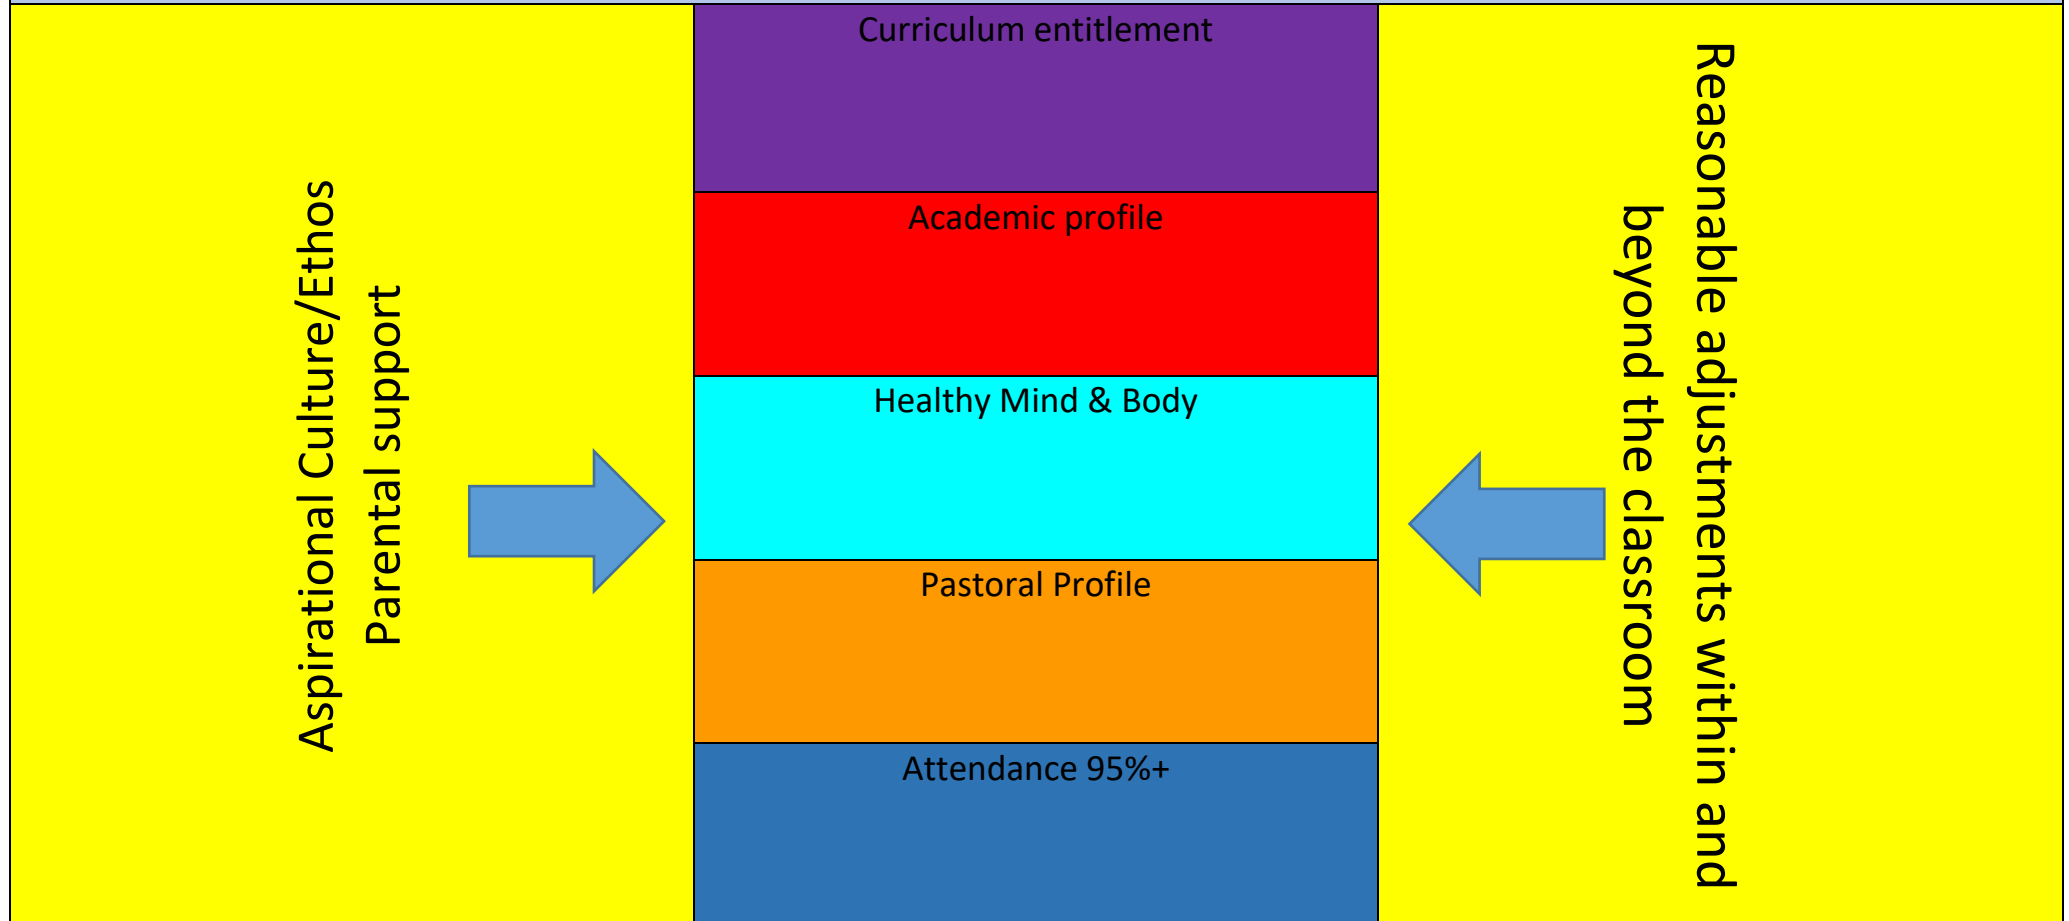 Aspirational Culture/Ethos
Parental support
Curriculum entitlement
Academic profile
Healthy Mind & Body
Pastoral Profile
Attendance 95%+
Reasonable adjustments within and
beyond the classroom